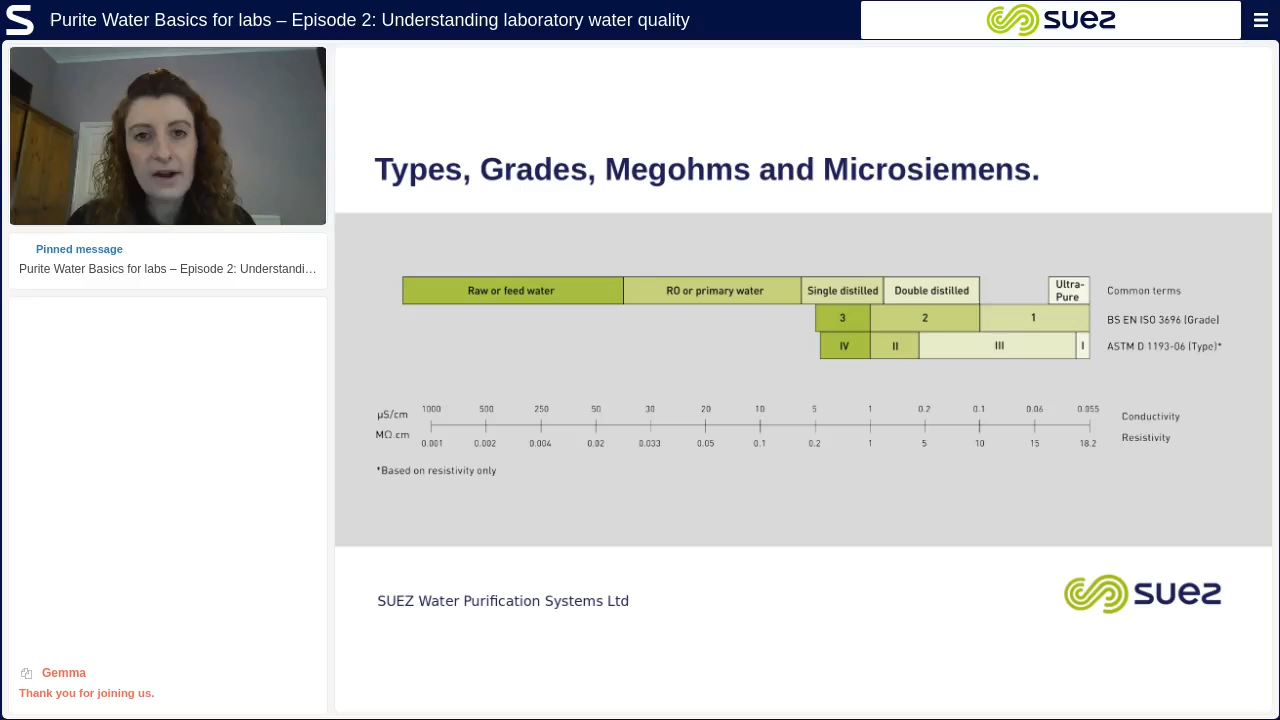 Purite Water Basics for labs – Episode 2: Understanding laboratory water quality
suez
Pinned message
Purite Water Basics for labs – Episode 2: Understandi…
Gemma
Thank you for joining us.
Types, Grades, Megohms and Microsiemens.
Raw or feed water RO or primary water Single distilled Double distilled Ultra-
Pure Common terms
3 2 1 BS EN ISO 3696 (Grade)
IV II III I ASTM D 1193-06 (Type)*
µS/cm 1000 500 250 50 30 20 10 5 1 0.2 0.1 0.06 0.055 Conductivity
MΩ.cm 0.001 0.002 0.004 0.02 0.033 0.05 0.1 0.2 1 5 10 15 18.2 Resistivity
*Based on resistivity only
SUEZ Water Purification Systems Ltd
suez